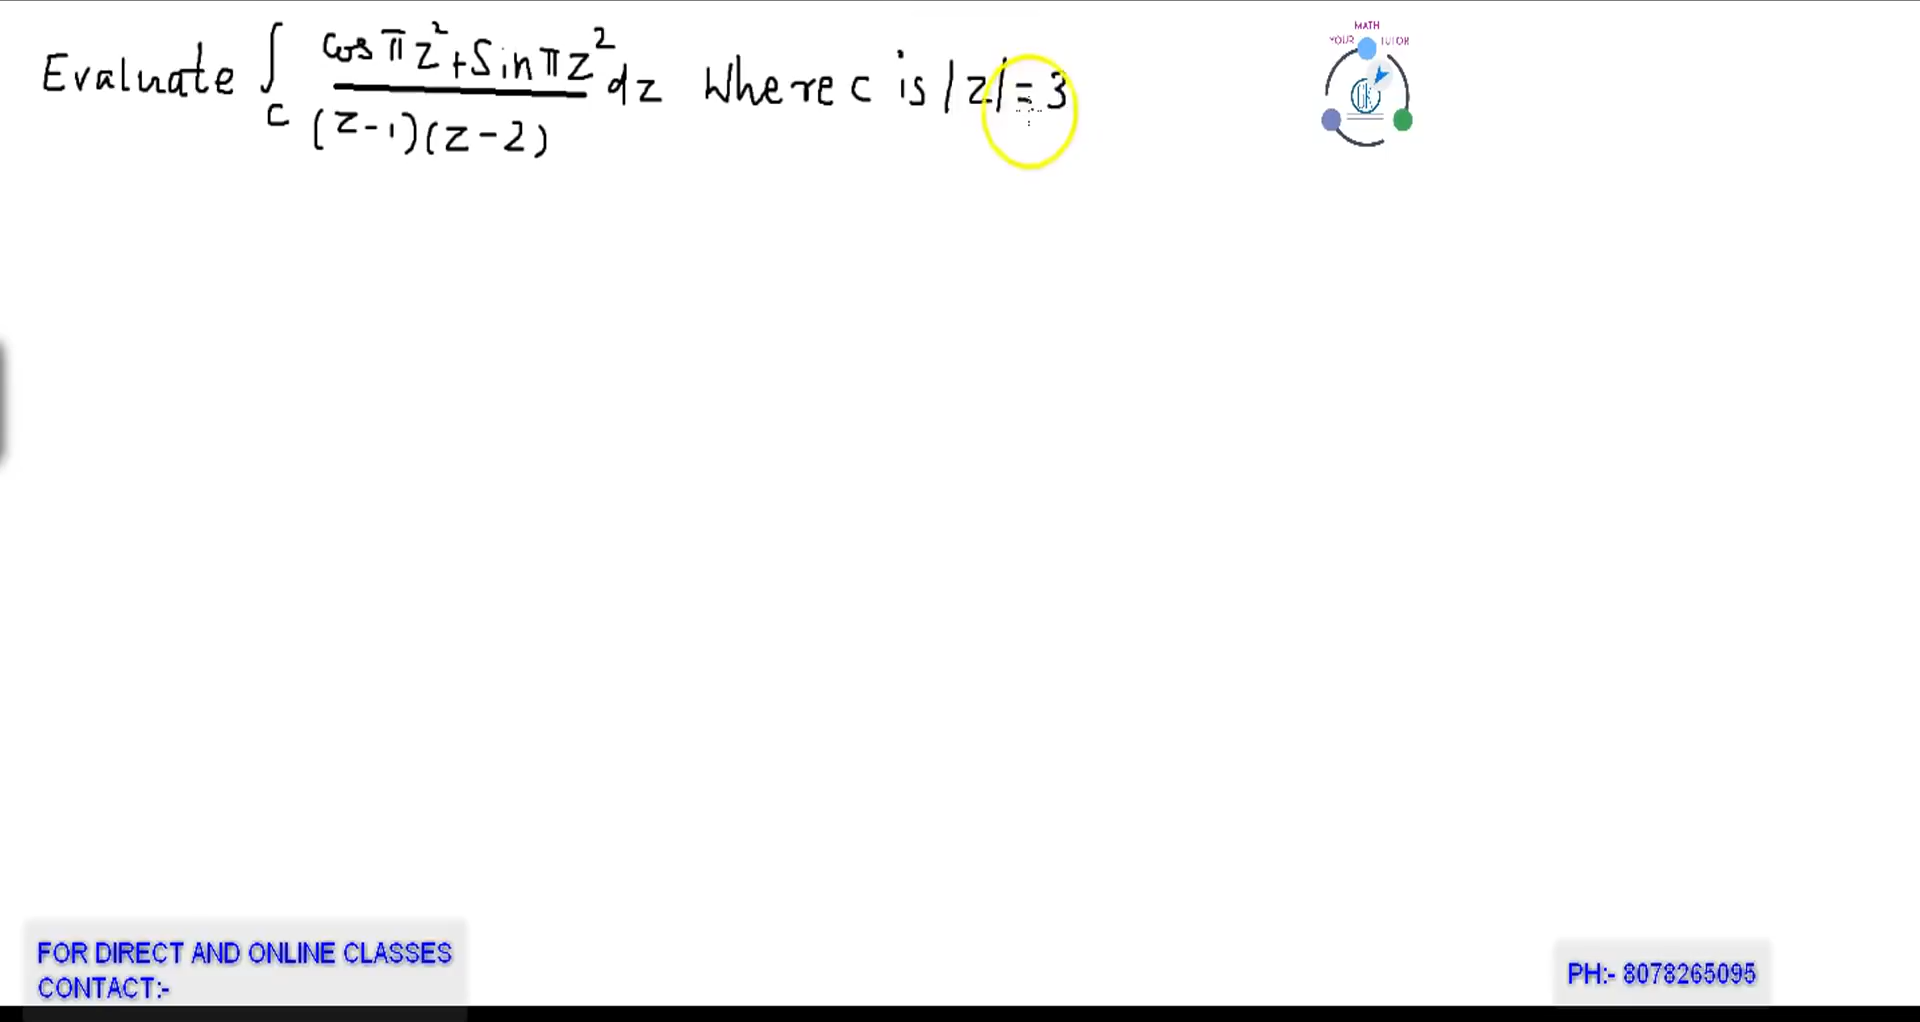 Evaluate ∫_C (cos πz² + Sin πz²) / ((z-1)(z-2)) dz Where c is |z| = 3
MATH
YOUR TUTOR
GK
FOR DIRECT AND ONLINE CLASSES
CONTACT:-
PH:- 8078265095